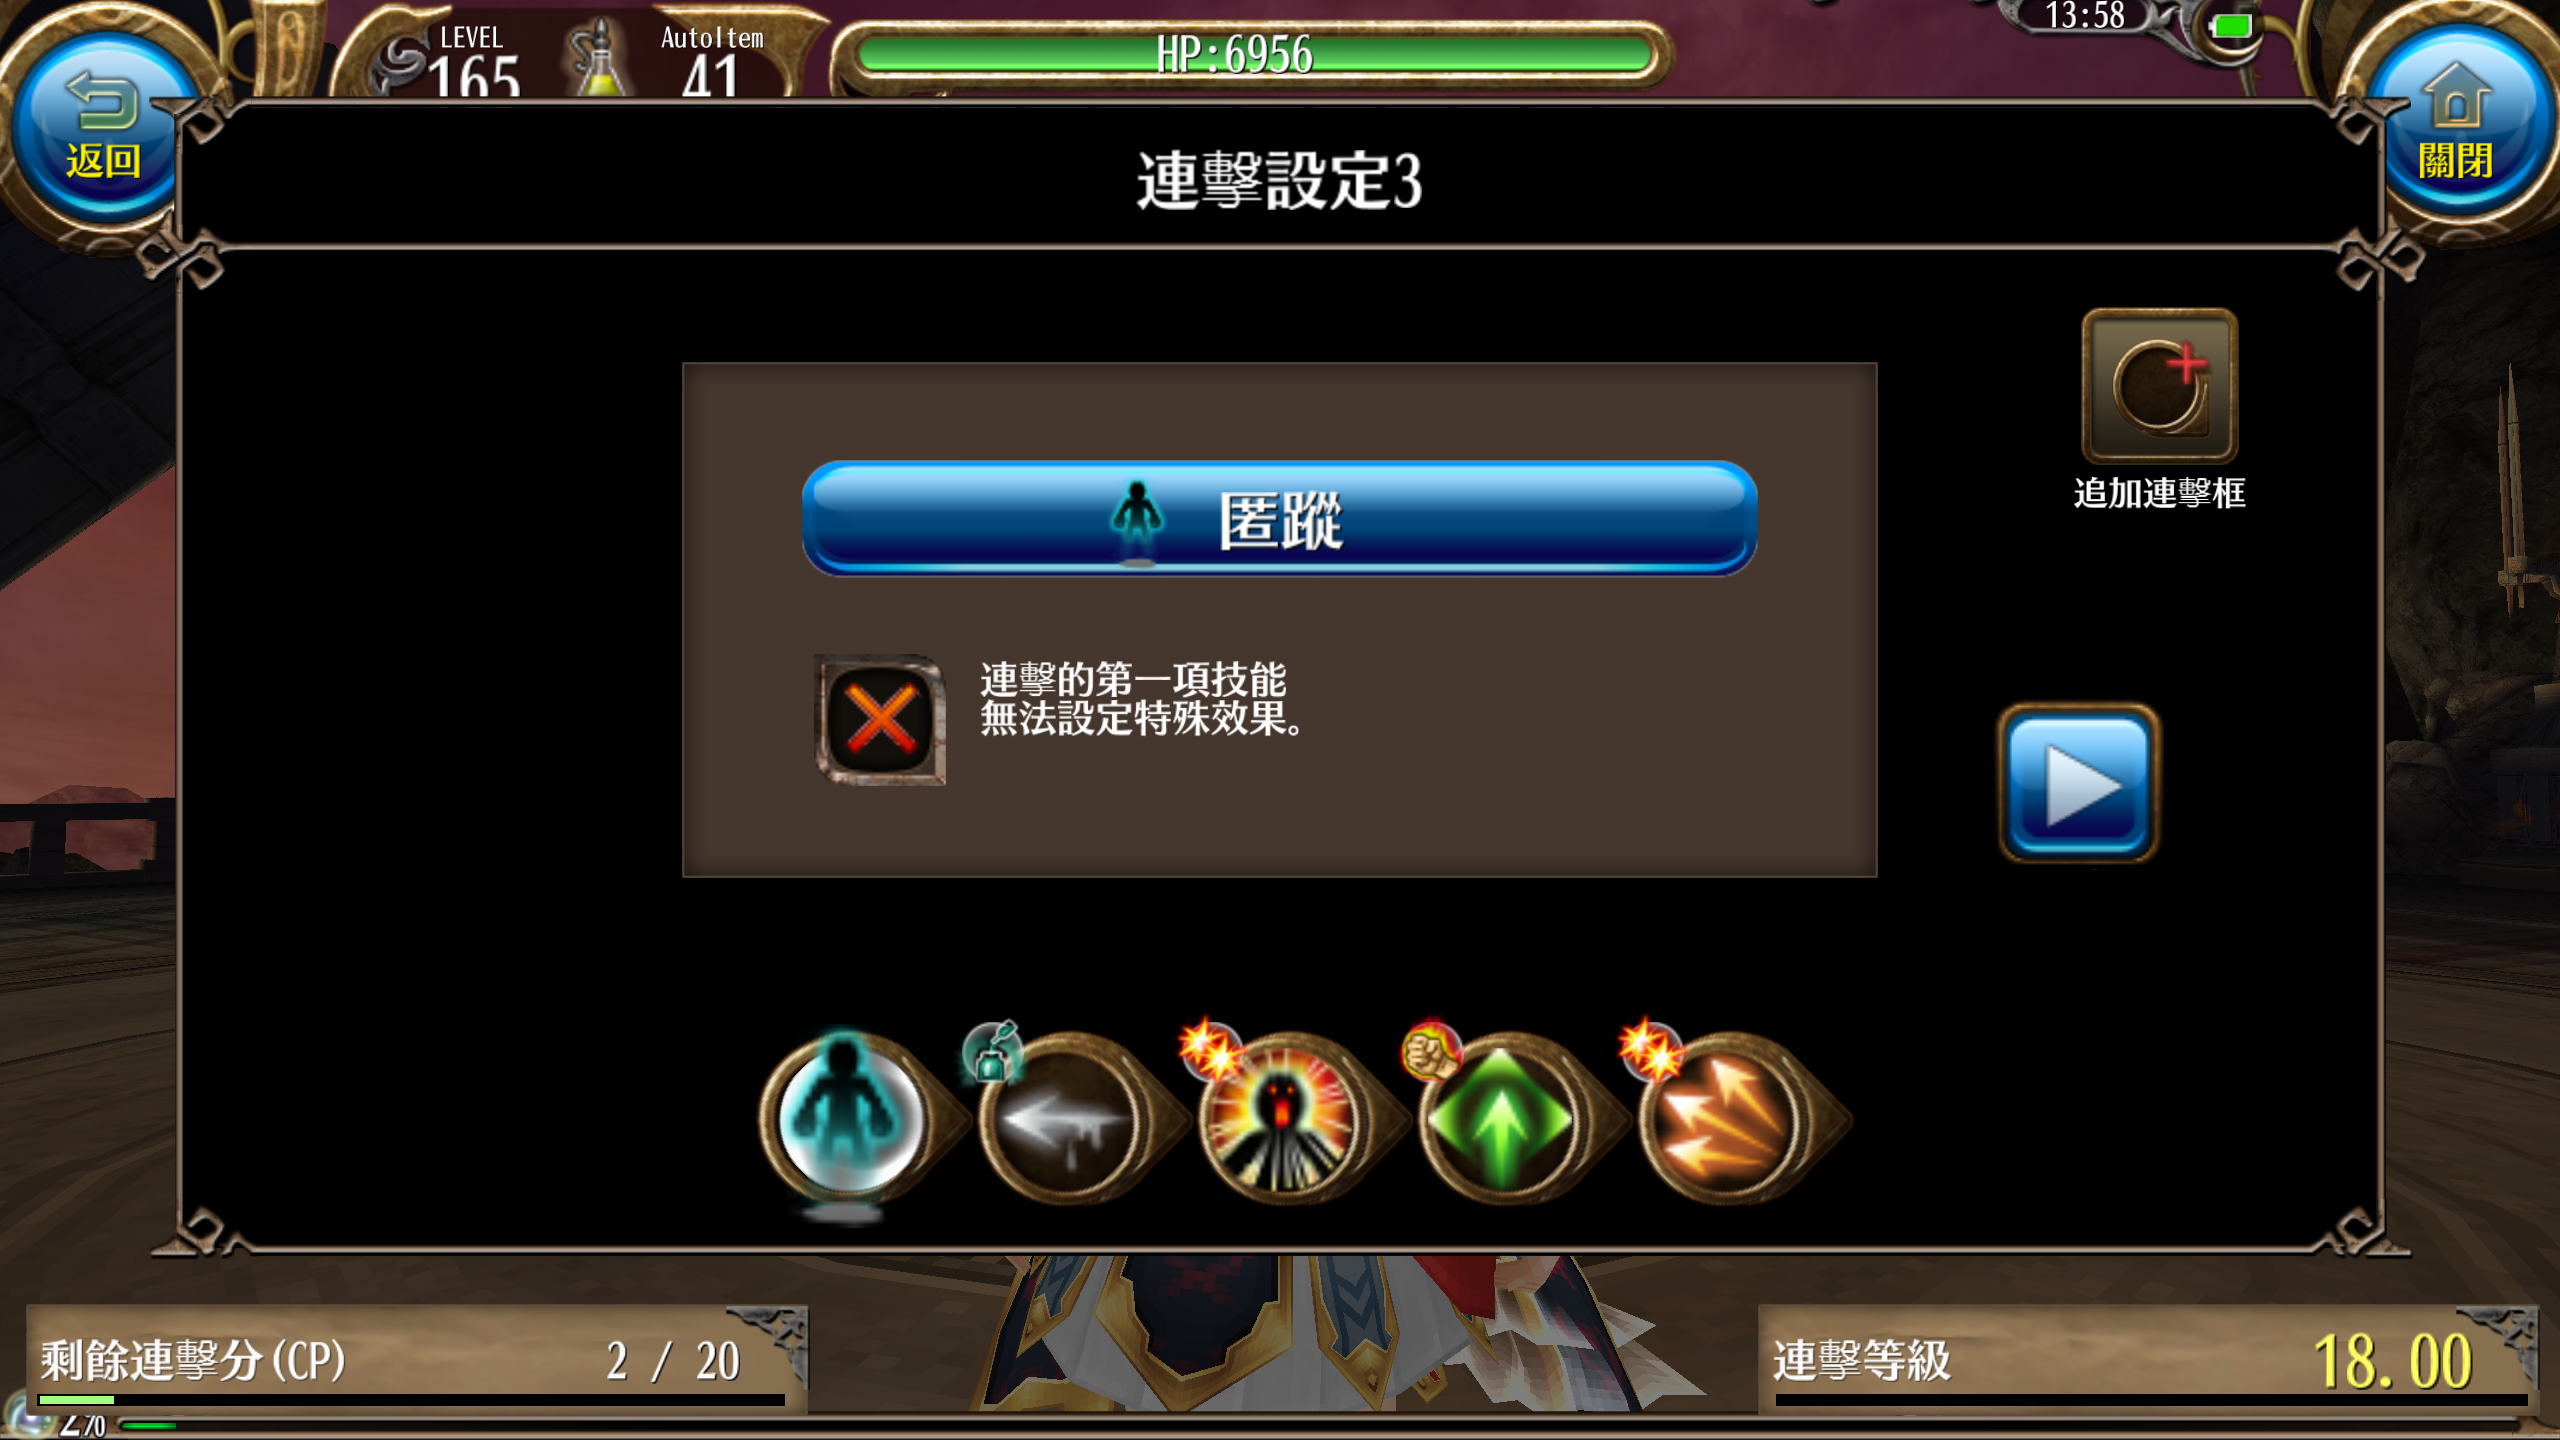 LEVEL
165
AutoItem
41
HP:6956
13:58
返回
關閉
連擊設定3
追加連擊框
匿蹤
連擊的第一項技能
無法設定特殊效果。
剩餘連擊分(CP)
2 / 20
連擊等級
18.00
2%